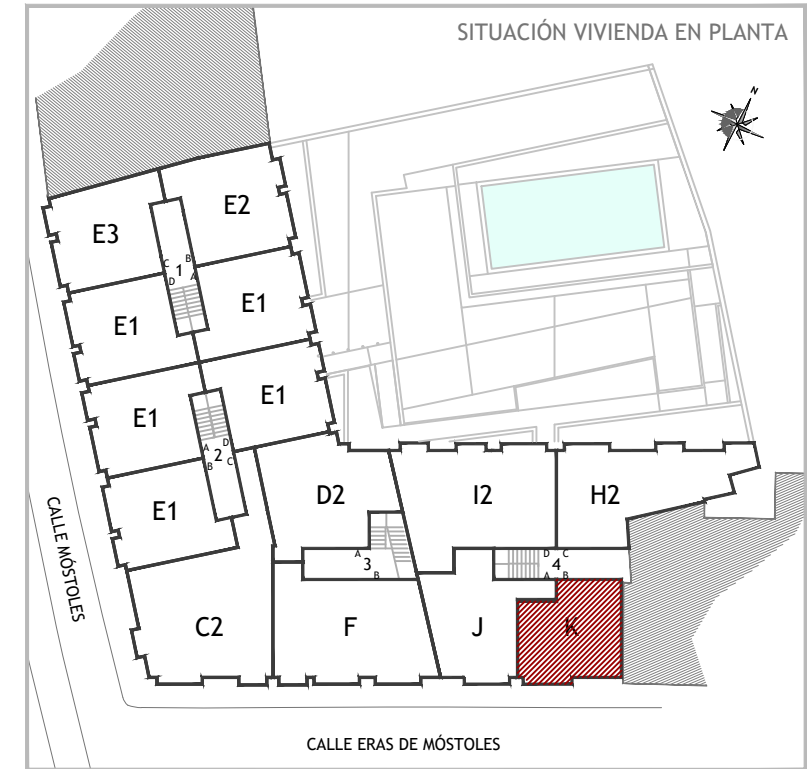 SITUACIÓN VIVIENDA EN PLANTA
N
E2
E3
C B
1
D A
E1
E1
E1
E1
A D
2
B C
E1
D2
I2
H2
A
3
B
D C
4
A B
C2
F
J
K
CALLE MÓSTOLES
CALLE ERAS DE MÓSTOLES